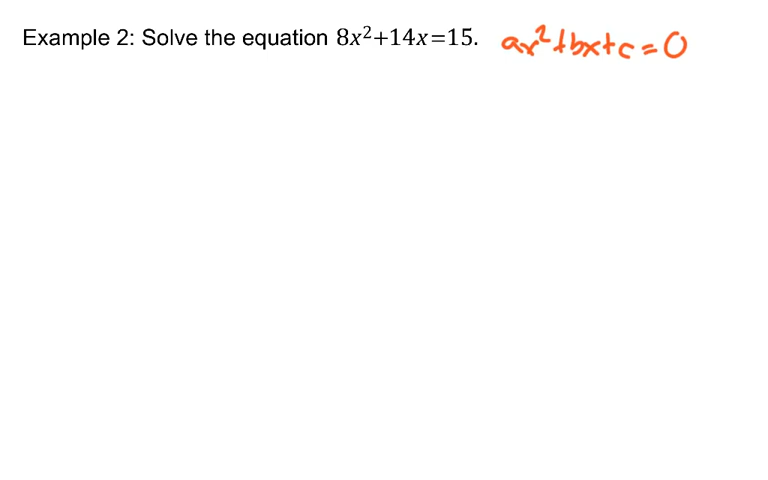 Example 2: Solve the equation 8x²+14x=15. ax²+bx+c=0